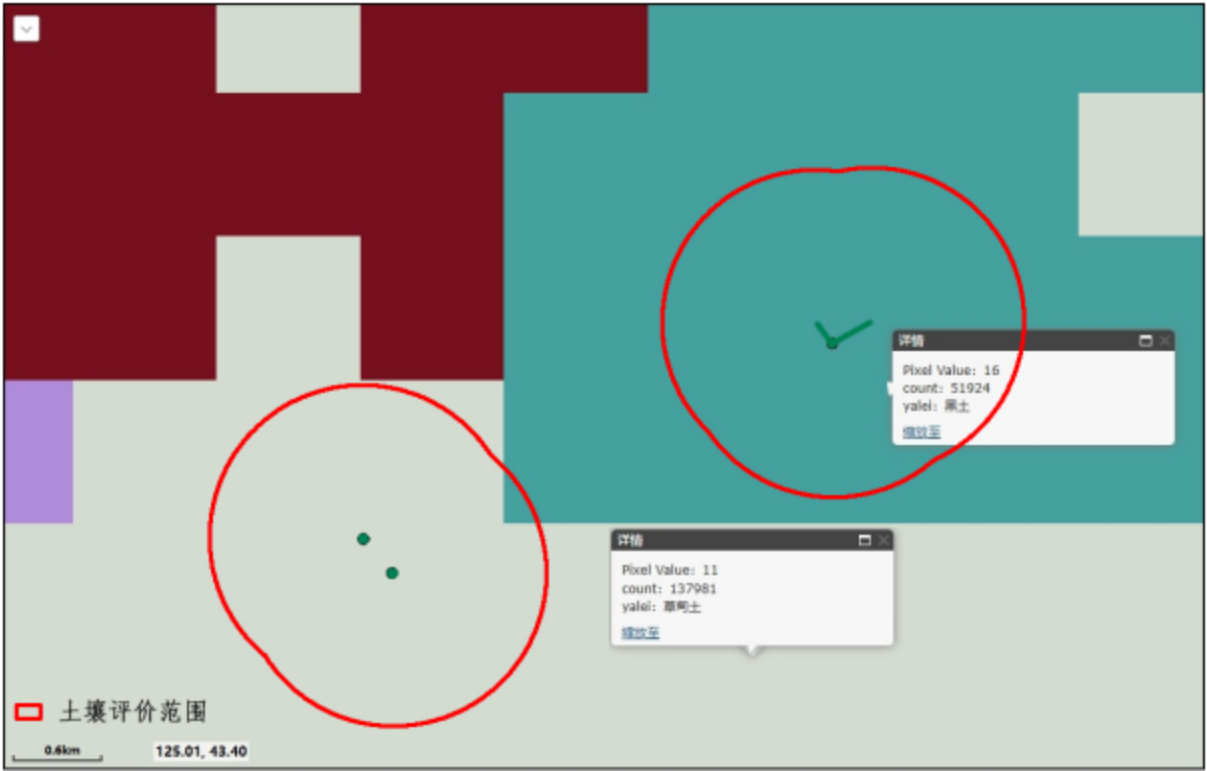 详情
Pixel Value: 16
count: 51924
yalei: 黑土
缩放至
详情
Pixel Value: 11
count: 137981
yalei: 草甸土
缩放至
土壤评价范围
0.6km
125.01, 43.40